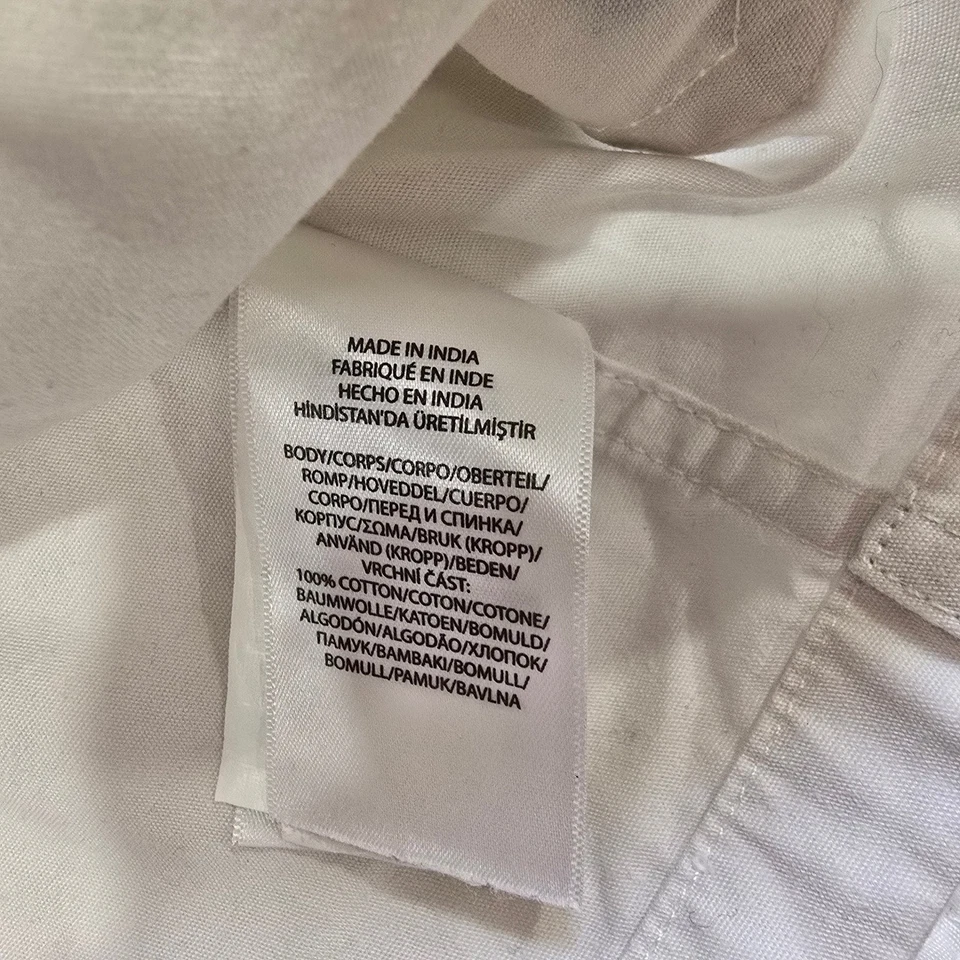 MADE IN INDIA
FABRIQUÉ EN INDE
HECHO EN INDIA
HİNDİSTAN'DA ÜRETİLMİŞTİR
BODY/CORPS/CORPO/OBERTEIL/
ROMP/HOVEDDEL/CUERPO/
CORPO/ПЕРЕД И СПИНКА/
КОРПУС/ΣΩΜΑ/BRUK (KROPP)/
ANVÄND (KROPP)/BEDEN/
VRCHNÍ ČÁST:
100% COTTON/COTON/COTONE/
BAUMWOLLE/KATOEN/BOMULD/
ALGODÓN/ALGODÃO/ХЛОПОК/
ПАМУК/ΒΑΜΒΑΚΙ/BOMULL/
BOMULL/PAMUK/BAVLNA